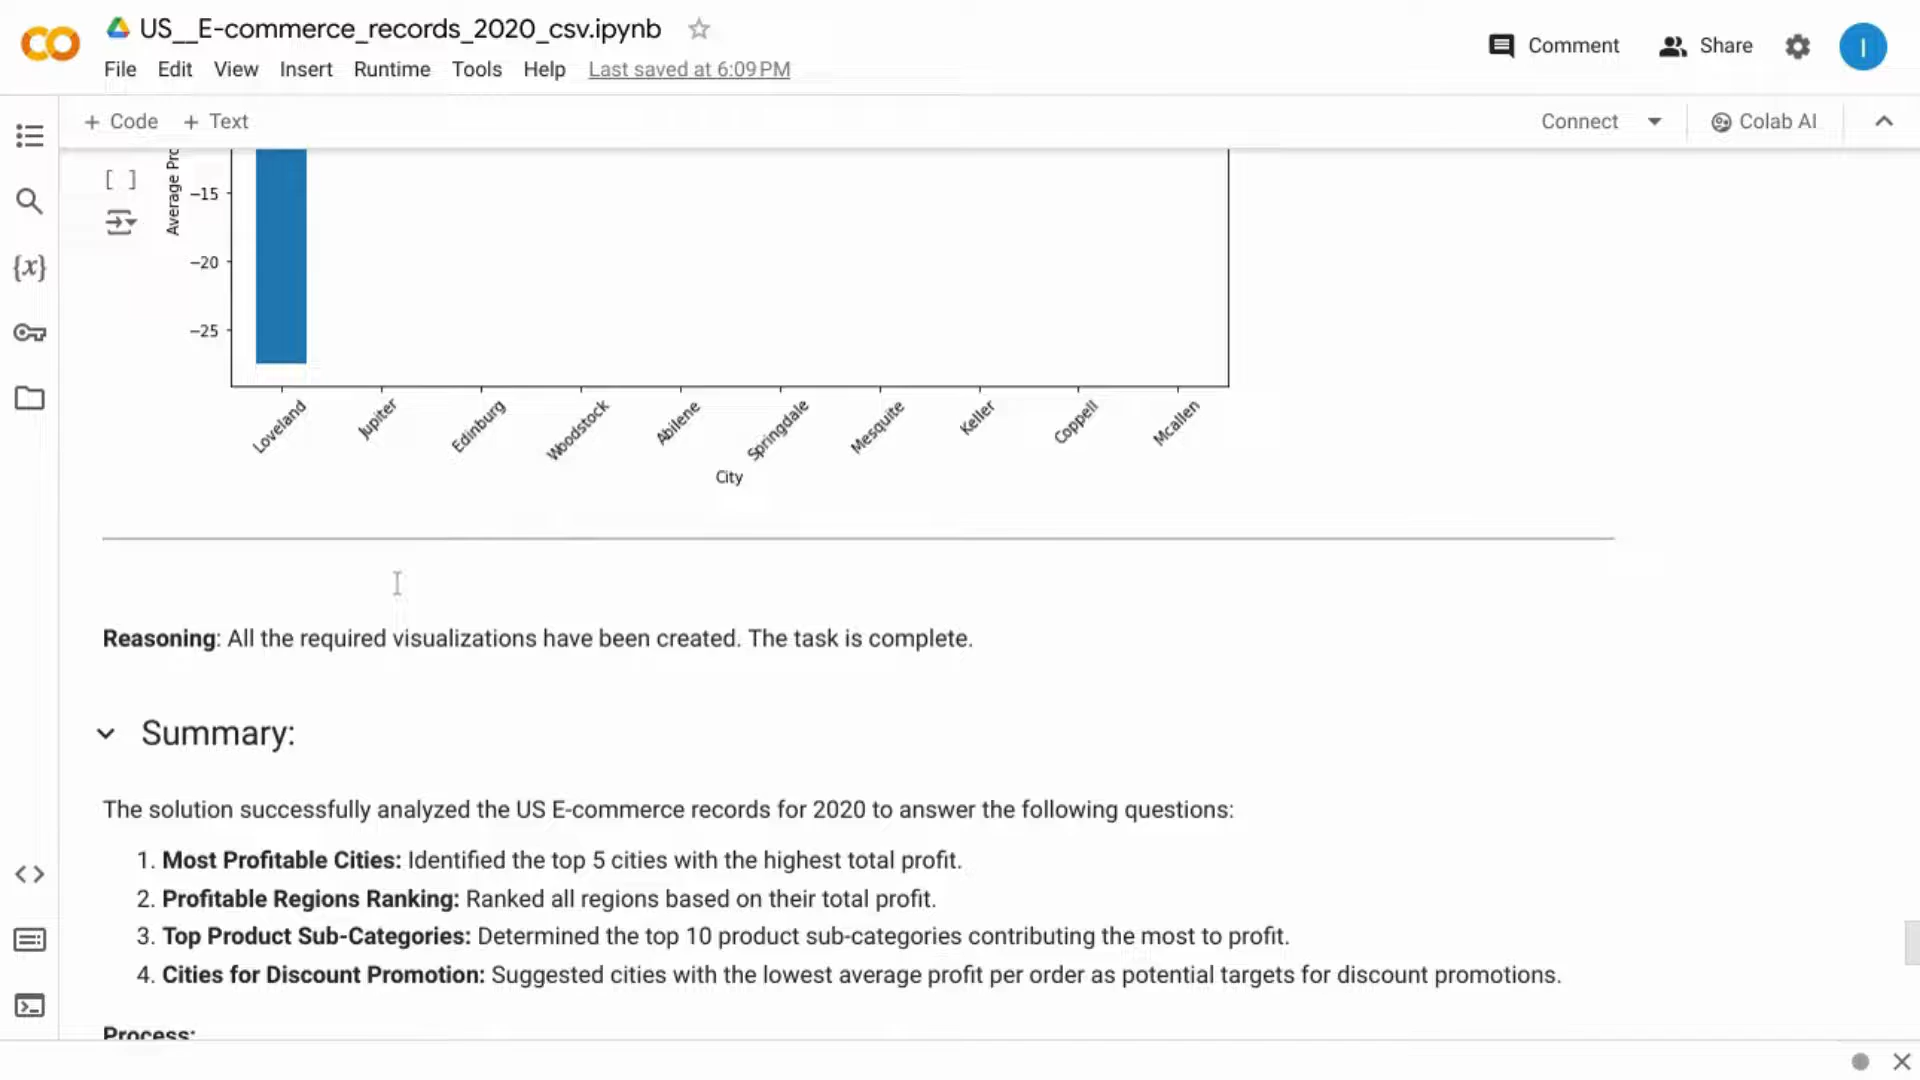 US__E-commerce_records_2020_csv.ipynb
File Edit View Insert Runtime Tools Help Last saved at 6:09 PM
Comment Share I
+ Code + Text
Connect Colab AI
[ ]
{x}
Average Pro
−15
−20
−25
Loveland Jupiter Edinburg Woodstock Abilene Springdale Mesquite Keller Coppell Mcallen
City
Reasoning: All the required visualizations have been created. The task is complete.
Summary:
The solution successfully analyzed the US E-commerce records for 2020 to answer the following questions:
1. Most Profitable Cities: Identified the top 5 cities with the highest total profit.
2. Profitable Regions Ranking: Ranked all regions based on their total profit.
3. Top Product Sub-Categories: Determined the top 10 product sub-categories contributing the most to profit.
4. Cities for Discount Promotion: Suggested cities with the lowest average profit per order as potential targets for discount promotions.
Process: